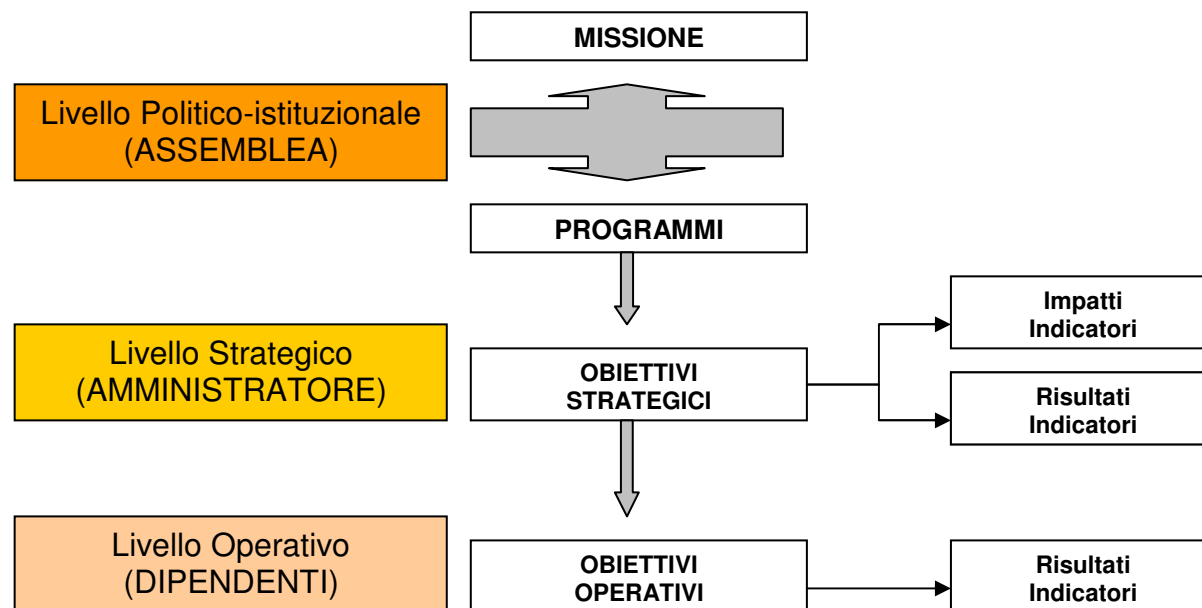 MISSIONE
Livello Politico-istituzionale
(ASSEMBLEA)
PROGRAMMI
Impatti
Indicatori
Livello Strategico
(AMMINISTRATORE)
OBIETTIVI
STRATEGICI
Risultati
Indicatori
Livello Operativo
(DIPENDENTI)
OBIETTIVI
OPERATIVI
Risultati
Indicatori